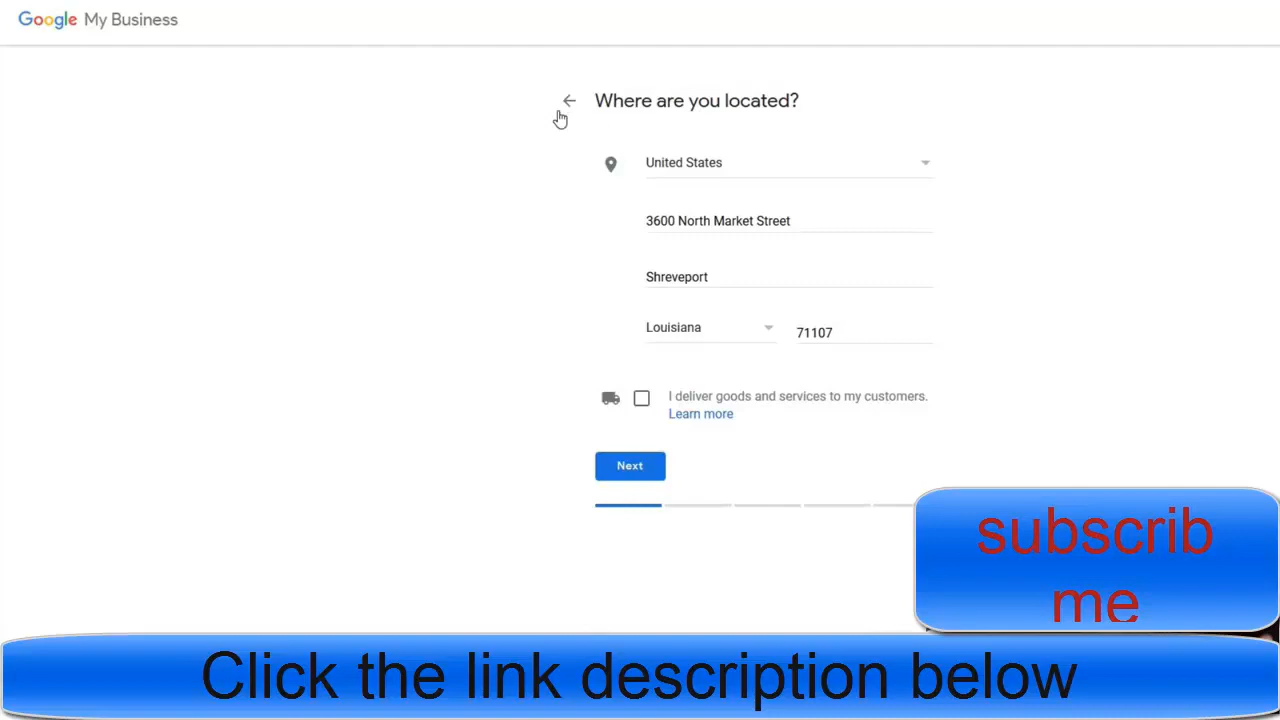 Google My Business
Where are you located?
United States
3600 North Market Street
Shreveport
Louisiana
71107
I deliver goods and services to my customers.
Learn more
Next
subscrib
me
Click the link description below